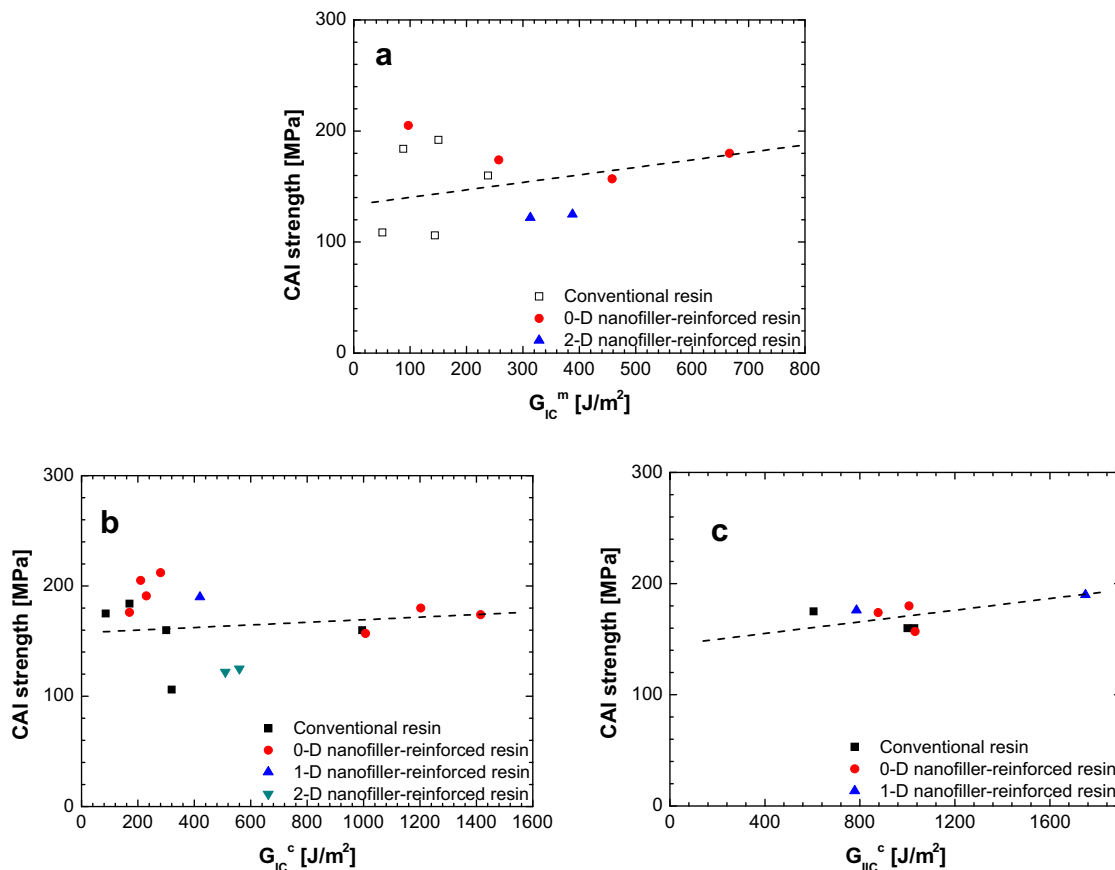 a
300
200
100
0
CAI strength [MPa]
0 100 200 300 400 500 600 700 800
G_IC^m [J/m²]
Conventional resin
0-D nanofiller-reinforced resin
2-D nanofiller-reinforced resin
b
300
200
100
0
CAI strength [MPa]
0 200 400 600 800 1000 1200 1400 1600
G_IC^c [J/m²]
Conventional resin
0-D nanofiller-reinforced resin
1-D nanofiller-reinforced resin
2-D nanofiller-reinforced resin
c
300
200
100
0
CAI strength [MPa]
0 400 800 1200 1600
G_IIC^c [J/m²]
Conventional resin
0-D nanofiller-reinforced resin
1-D nanofiller-reinforced resin